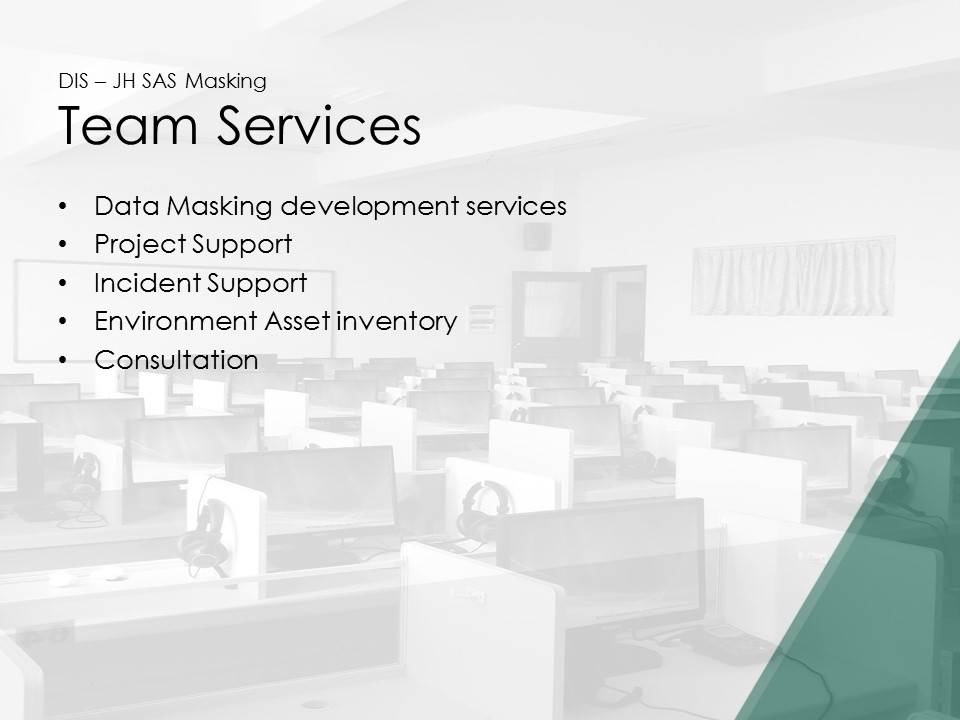 DIS – JH SAS Masking
Team Services
• Data Masking development services
• Project Support
• Incident Support
• Environment Asset inventory
• Consultation